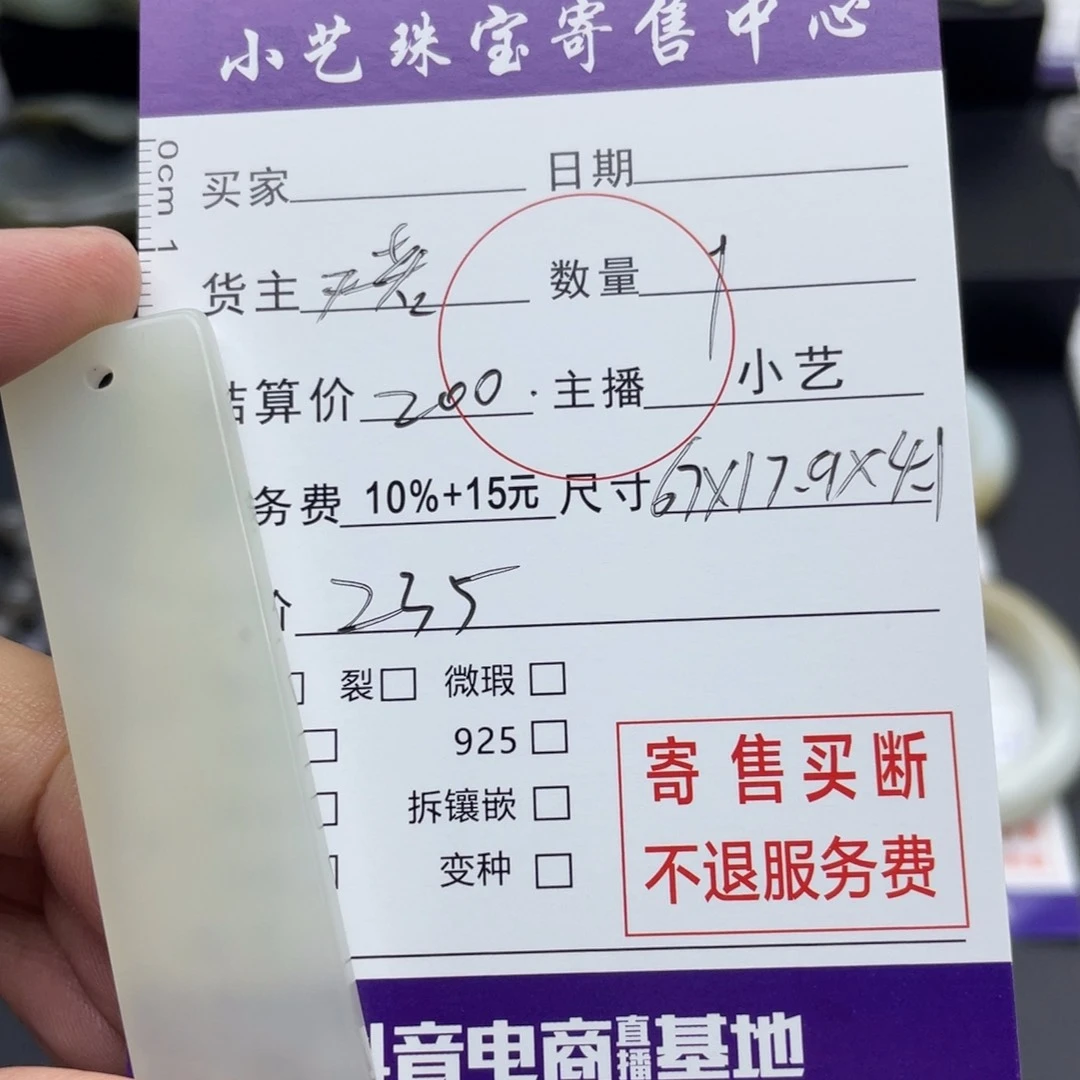 小艺珠宝寄售中心
0cm 1
买家 日期
货主 数量 1
结算价 200. 主播 小艺
务费 10%+15元 尺寸 67X17.9X4.1
价 235
裂□ 微瑕□
925□
拆镶嵌□
变种□
寄售买断
不退服务费
抖音电商直播基地